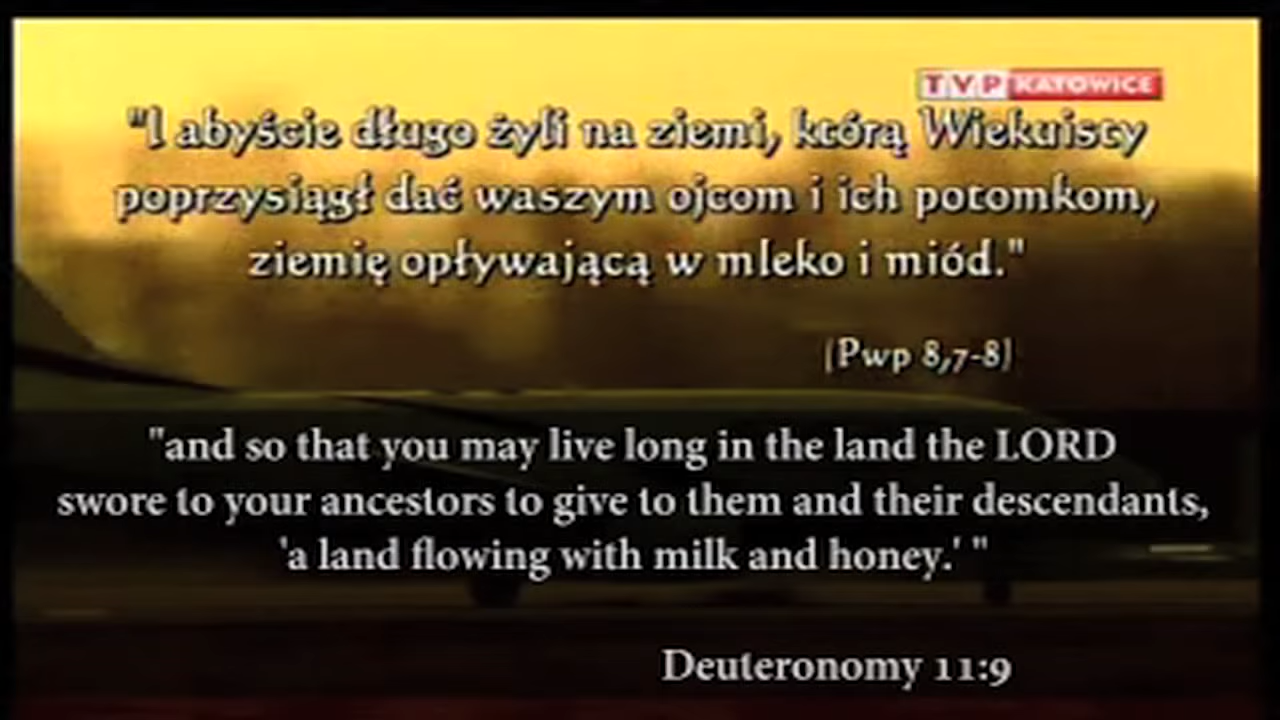 TVP KATOWICE
"I abyście długo żyli na ziemi, którą Wiekuisty
poprzysiągł dać waszym ojcom i ich potomkom,
ziemię opływającą w mleko i miód."
(Pwp 8,7-8)
"and so that you may live long in the land the LORD
swore to your ancestors to give to them and their descendants,
'a land flowing with milk and honey.' "
Deuteronomy 11:9